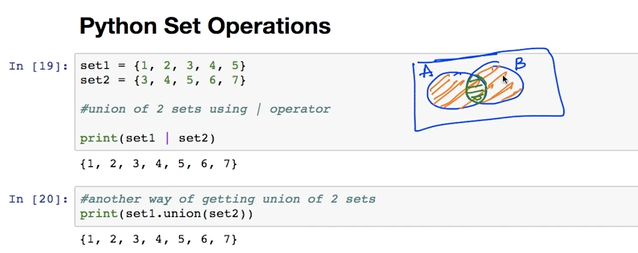 Python Set Operations
In [19]:
set1 = {1, 2, 3, 4, 5}
set2 = {3, 4, 5, 6, 7}
#union of 2 sets using | operator
print(set1 | set2)
A B
{1, 2, 3, 4, 5, 6, 7}
In [20]:
#another way of getting union of 2 sets
print(set1.union(set2))
{1, 2, 3, 4, 5, 6, 7}